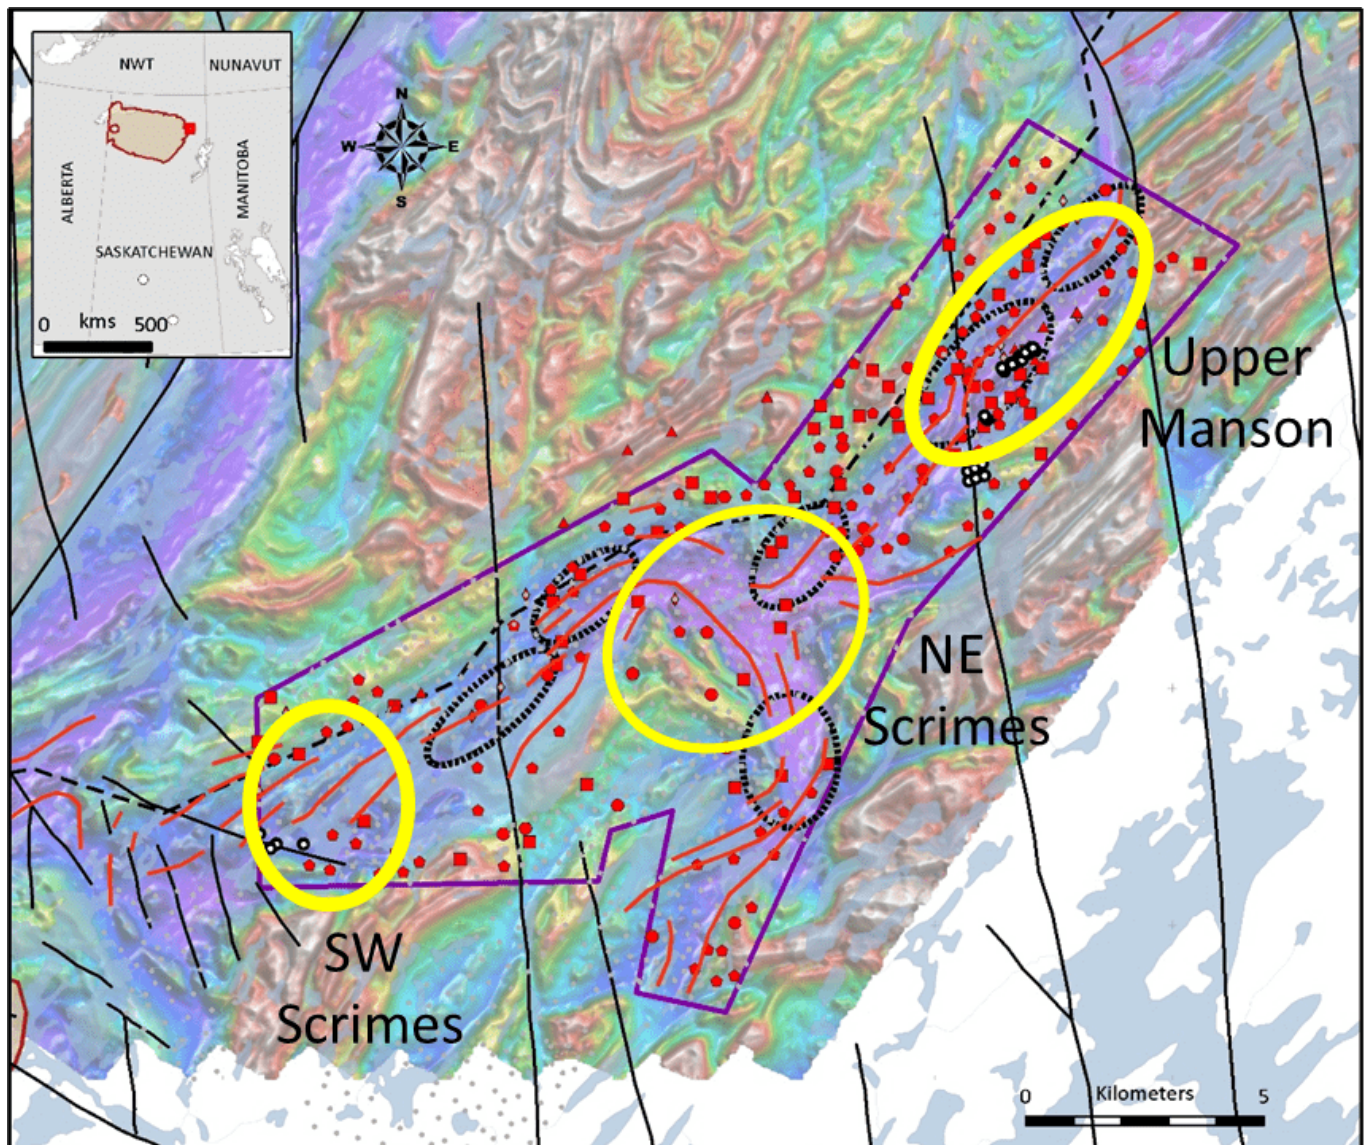 NWT
NUNAVUT
ALBERTA
MANITOBA
SASKATCHEWAN
0 kms 500
N
W
E
S
Upper
Manson
NE
Scrimes
SW
Scrimes
0 Kilometers 5